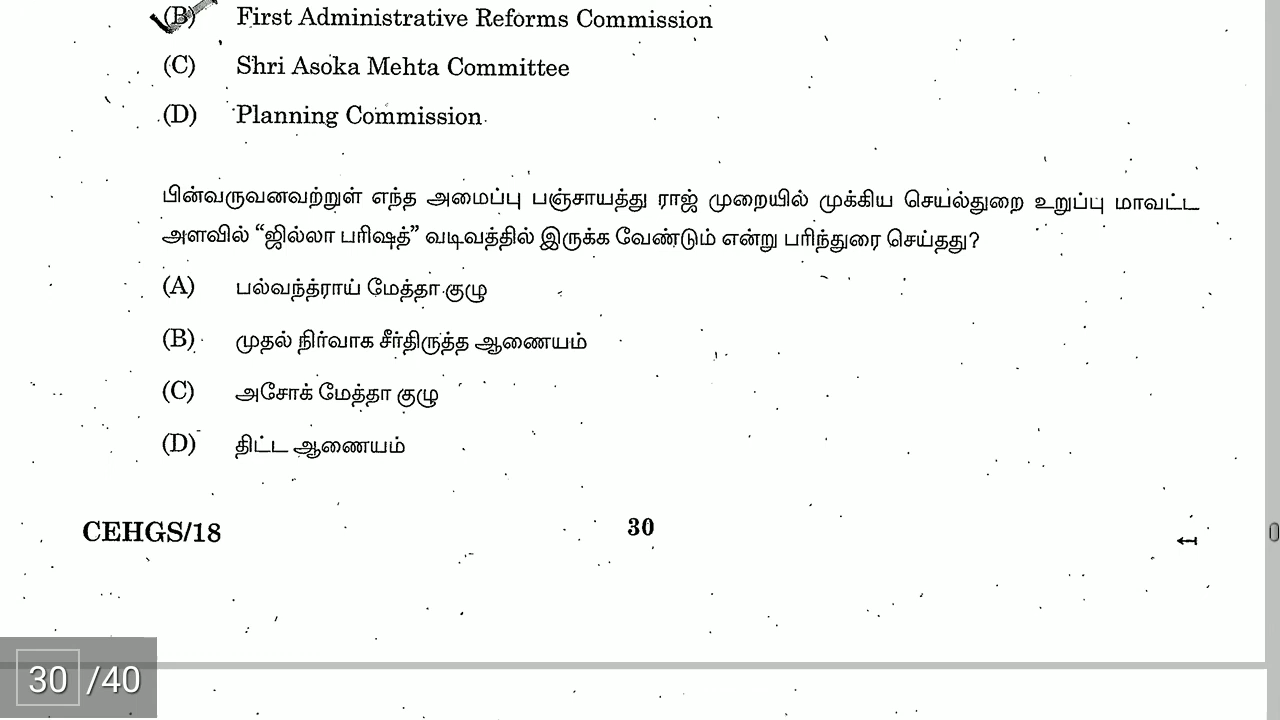 (B) First Administrative Reforms Commission
(C) Shri Asoka Mehta Committee
(D) Planning Commission
பின்வருவனவற்றுள் எந்த அமைப்பு பஞ்சாயத்து ராஜ் முறையில் முக்கிய செயல்துறை உறுப்பு மாவட்ட
அளவில் “ஜில்லா பரிஷத்” வடிவத்தில் இருக்க வேண்டும் என்று பரிந்துரை செய்தது?
(A) பல்வந்த்ராய் மேத்தா குழு
(B) முதல் நிர்வாக சீர்திருத்த ஆணையம்
(C) அசோக் மேத்தா குழு
(D) திட்ட ஆணையம்
CEHGS/18 30
30 /40